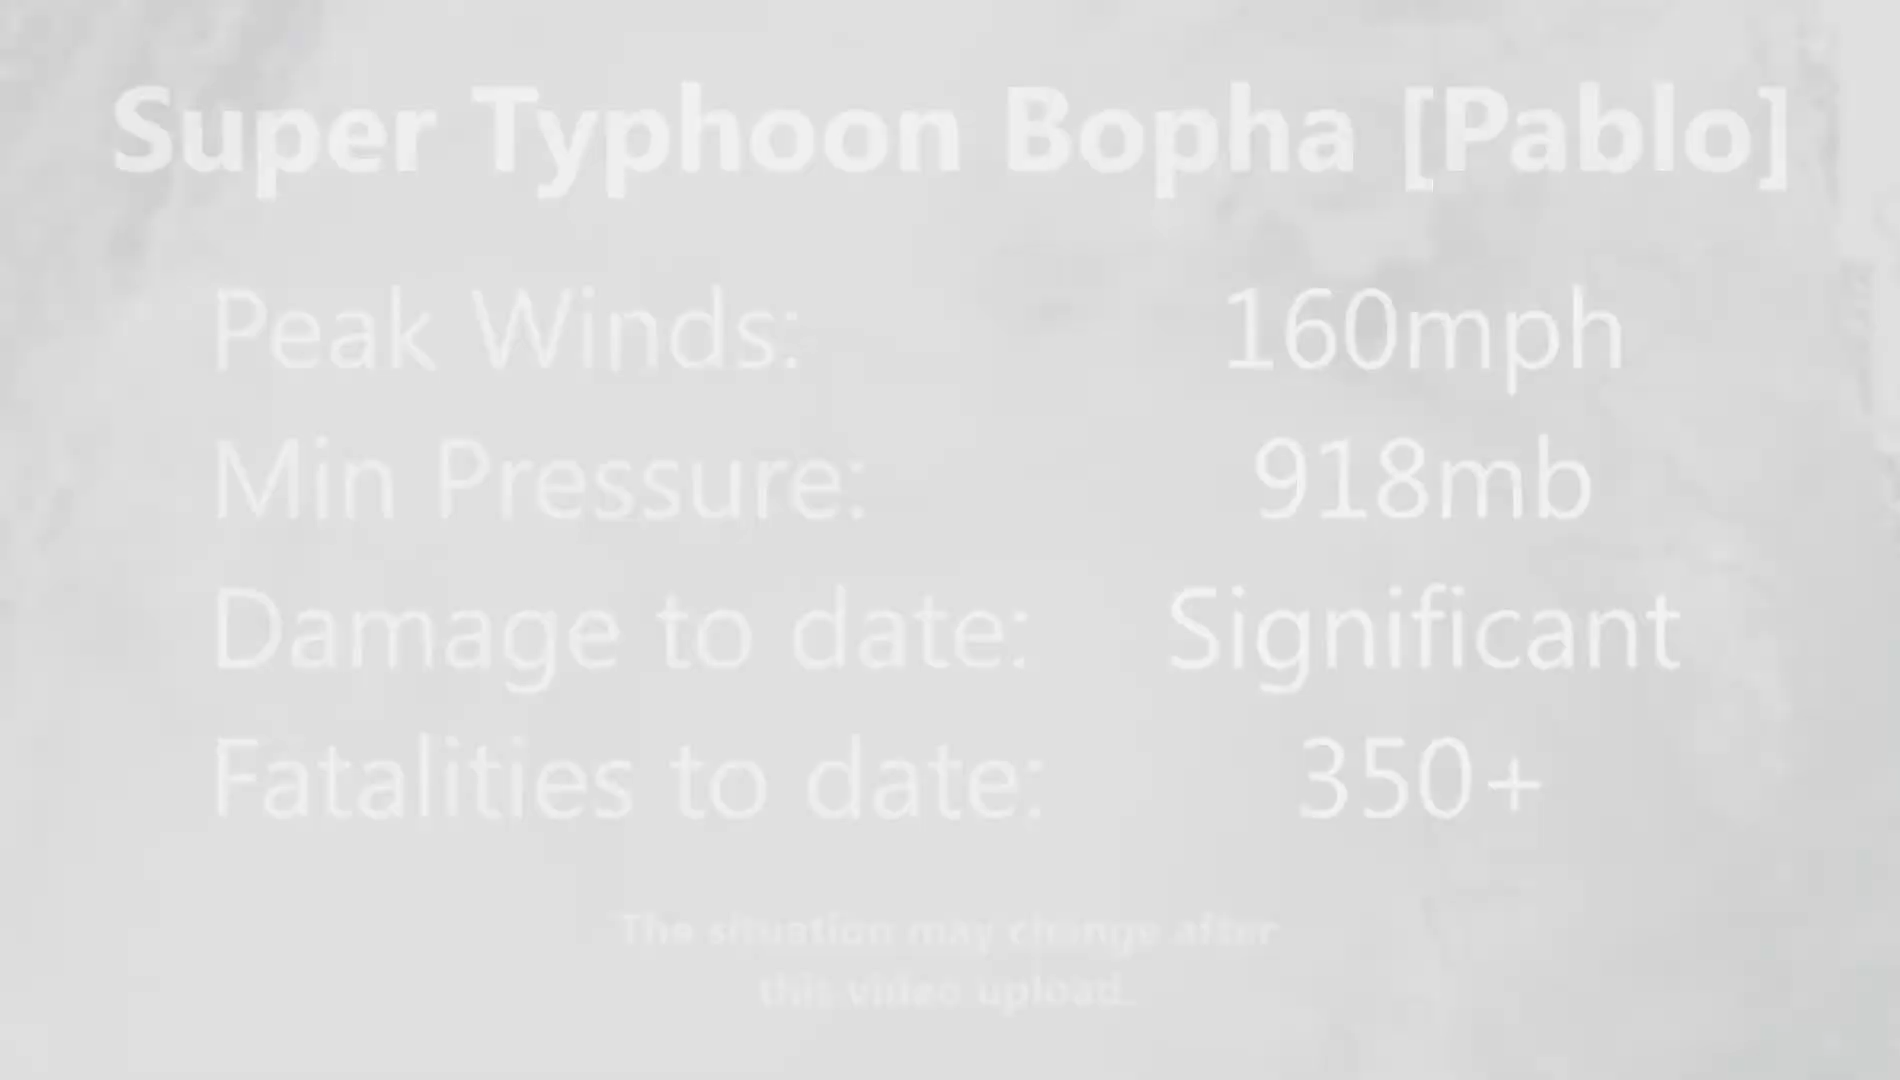 Super Typhoon Bopha [Pablo]
Peak Winds: 160mph
Min Pressure: 918mb
Damage to date: Significant
Fatalities to date: 350+
The situation may change after
this video upload.